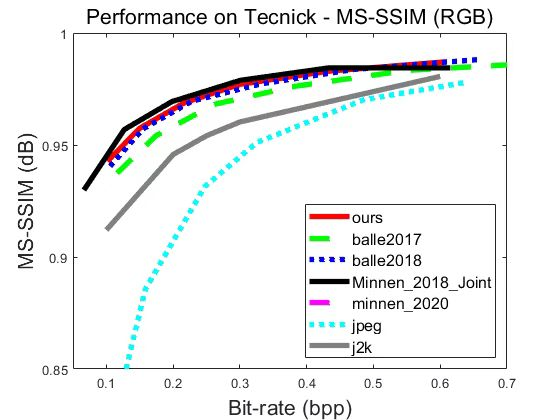 Performance on Tecnick - MS-SSIM (RGB)
MS-SSIM (dB)
1
0.95
0.9
0.85
ours
balle2017
balle2018
Minnen_2018_Joint
minnen_2020
jpeg
j2k
0.1 0.2 0.3 0.4 0.5 0.6 0.7
Bit-rate (bpp)